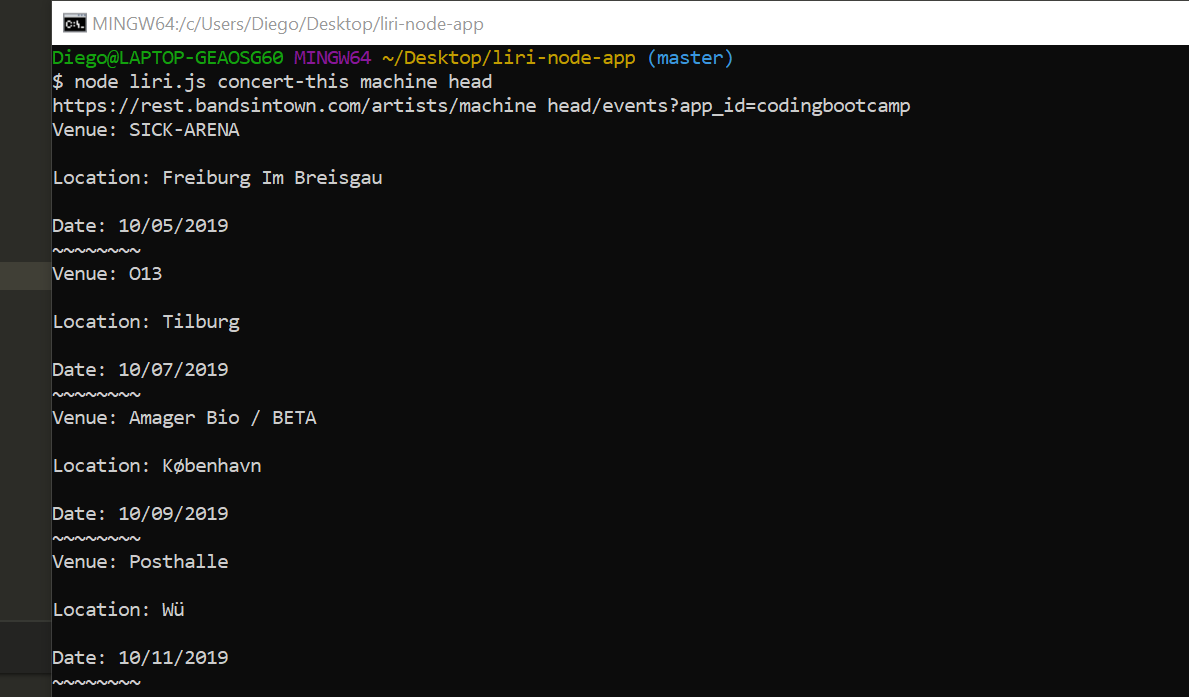 MINGW64:/c/Users/Diego/Desktop/liri-node-app
Diego@LAPTOP-GEAOSG60 MINGW64 ~/Desktop/liri-node-app (master)
$ node liri.js concert-this machine head
https://rest.bandsintown.com/artists/machine head/events?app_id=codingbootcamp
Venue: SICK-ARENA
Location: Freiburg Im Breisgau
Date: 10/05/2019
~~~~~~~~
Venue: O13
Location: Tilburg
Date: 10/07/2019
~~~~~~~~
Venue: Amager Bio / BETA
Location: København
Date: 10/09/2019
~~~~~~~~
Venue: Posthalle
Location: Wü
Date: 10/11/2019
~~~~~~~~